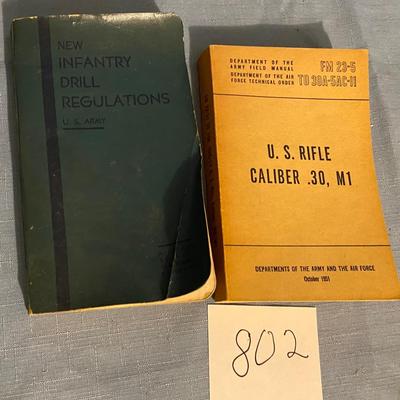 NEW
INFANTRY
DRILL
REGULATIONS
U. S. ARMY
DEPARTMENT OF THE
ARMY FIELD MANUAL
DEPARTMENT OF THE AIR
FORCE TECHNICAL ORDER
FM 23-5
TO 39A-5AC-11
U. S. RIFLE
CALIBER .30, M1
DEPARTMENTS OF THE ARMY AND THE AIR FORCE
October 1951
802